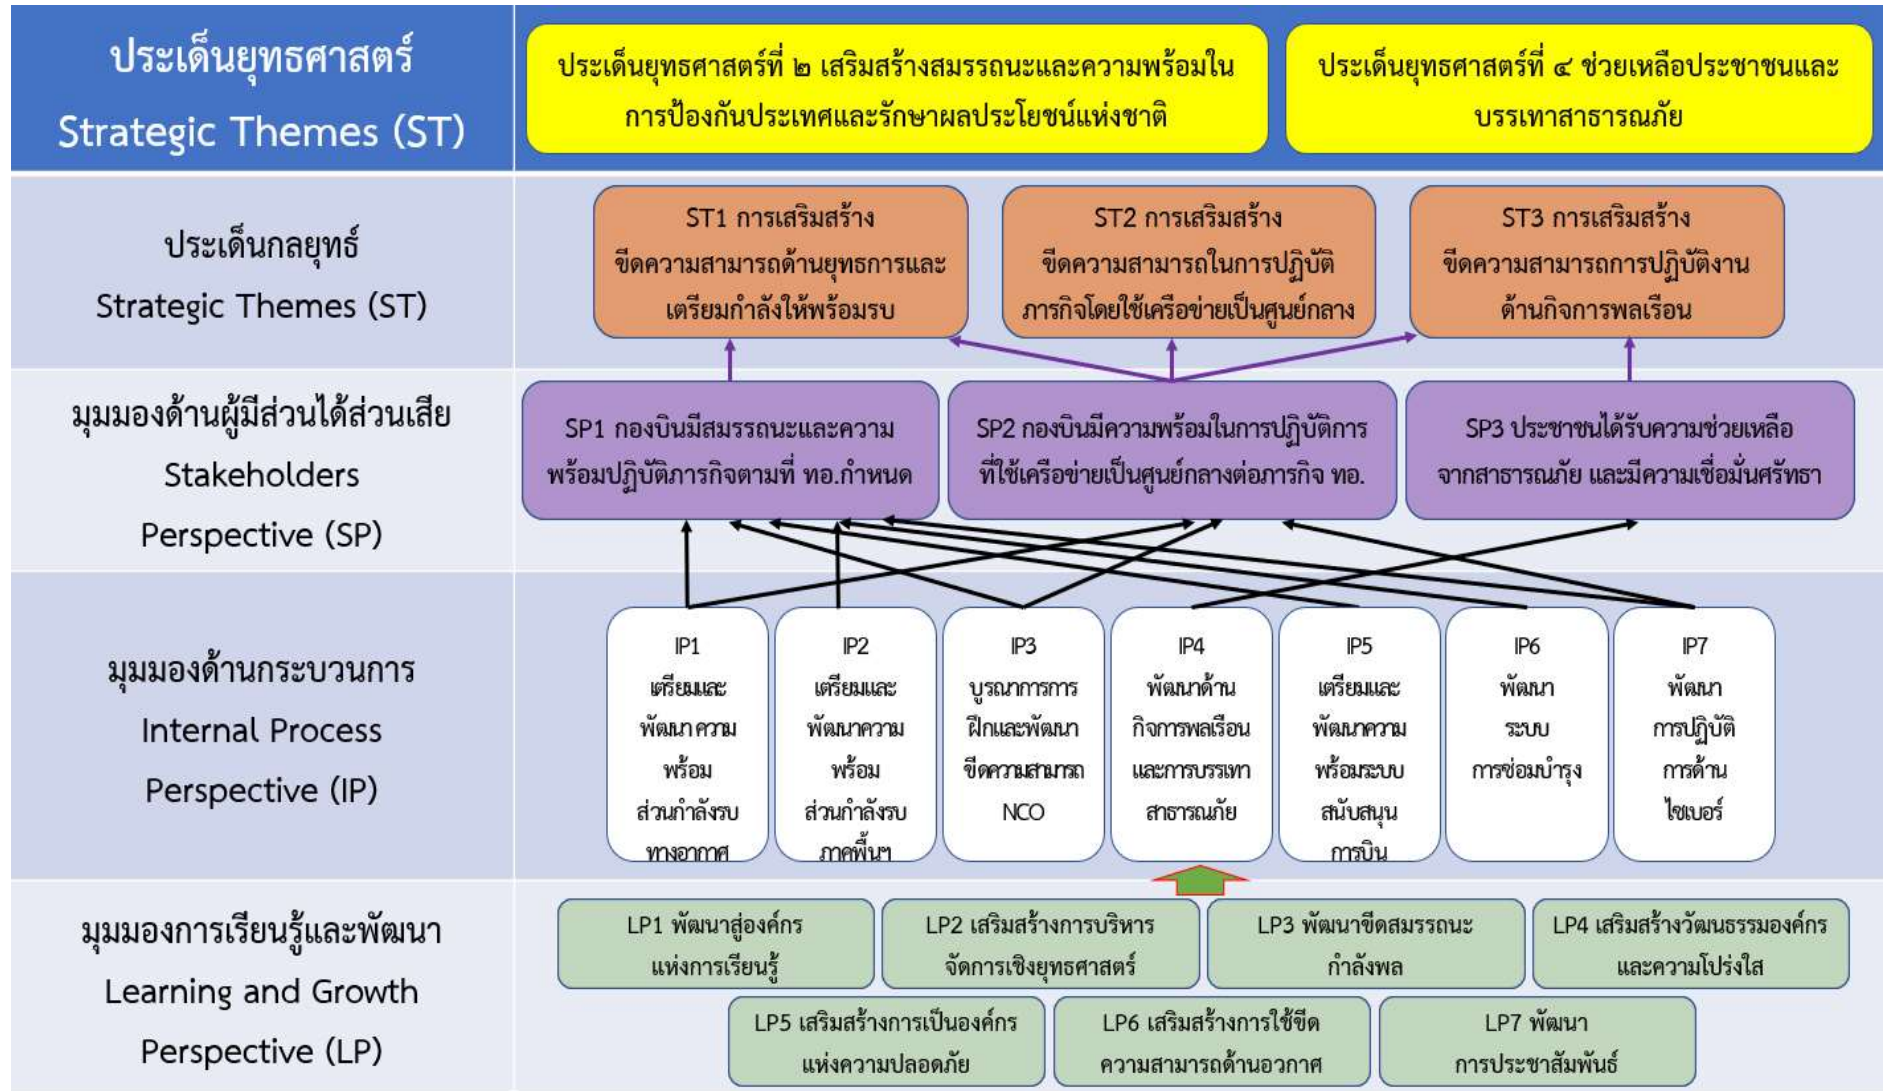 ประเด็นยุทธศาสตร์
Strategic Themes (ST)
ประเด็นยุทธศาสตร์ที่ ๒ เสริมสร้างสมรรถนะและความพร้อมใน
การป้องกันประเทศและรักษาผลประโยชน์แห่งชาติ
ประเด็นยุทธศาสตร์ที่ ๔ ช่วยเหลือประชาชนและ
บรรเทาสาธารณภัย
ประเด็นกลยุทธ์
Strategic Themes (ST)
ST1 การเสริมสร้าง
ขีดความสามารถด้านยุทธการและ
เตรียมกำลังให้พร้อมรบ
ST2 การเสริมสร้าง
ขีดความสามารถในการปฏิบัติ
ภารกิจโดยใช้เครือข่ายเป็นศูนย์กลาง
ST3 การเสริมสร้าง
ขีดความสามารถการปฏิบัติงาน
ด้านกิจการพลเรือน
มุมมองด้านผู้มีส่วนได้ส่วนเสีย
Stakeholders
Perspective (SP)
SP1 กองบินมีสมรรถนะและความ
พร้อมปฏิบัติภารกิจตามที่ ทอ.กำหนด
SP2 กองบินมีความพร้อมในการปฏิบัติการ
ที่ใช้เครือข่ายเป็นศูนย์กลางต่อภารกิจ ทอ.
SP3 ประชาชนได้รับความช่วยเหลือ
จากสาธารณภัย และมีความเชื่อมั่นศรัทธา
มุมมองด้านกระบวนการ
Internal Process
Perspective (IP)
IP1
เตรียมและ
พัฒนา ความ
พร้อม
ส่วนกำลังรบ
ทางอากาศ
IP2
เตรียมและ
พัฒนาความ
พร้อม
ส่วนกำลังรบ
ภาคพื้นฯ
IP3
บูรณาการการ
ฝึกและพัฒนา
ขีดความสามารถ
NCO
IP4
พัฒนาด้าน
กิจการพลเรือน
และการบรรเทา
สาธารณภัย
IP5
เตรียมและ
พัฒนาความ
พร้อมระบบ
สนับสนุน
การบิน
IP6
พัฒนา
ระบบ
การซ่อมบำรุง
IP7
พัฒนา
การปฏิบัติ
การด้าน
ไซเบอร์
มุมมองการเรียนรู้และพัฒนา
Learning and Growth
Perspective (LP)
LP1 พัฒนาสู่องค์กร
แห่งการเรียนรู้
LP2 เสริมสร้างการบริหาร
จัดการเชิงยุทธศาสตร์
LP3 พัฒนาขีดสมรรถนะ
กำลังพล
LP4 เสริมสร้างวัฒนธรรมองค์กร
และความโปร่งใส
LP5 เสริมสร้างการเป็นองค์กร
แห่งความปลอดภัย
LP6 เสริมสร้างการใช้ขีด
ความสามารถด้านอวกาศ
LP7 พัฒนา
การประชาสัมพันธ์